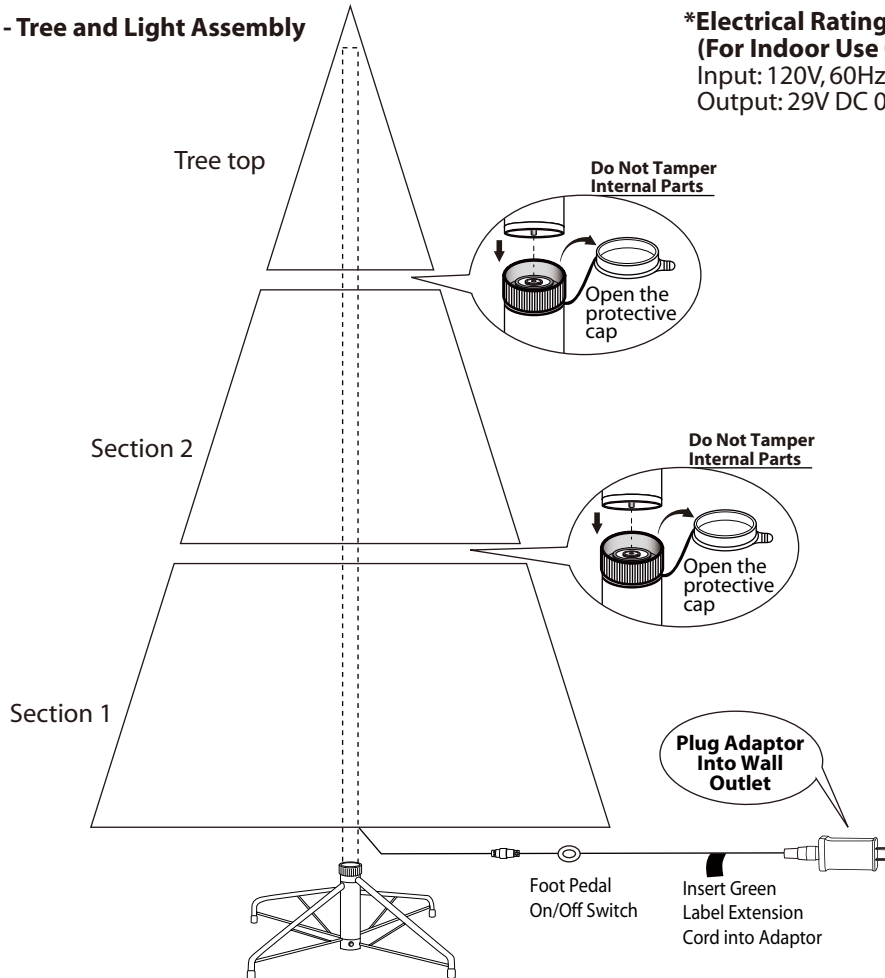 - Tree and Light Assembly
*Electrical Rating
(For Indoor Use
Input: 120V, 60Hz
Output: 29V DC 0
Tree top
Do Not Tamper
Internal Parts
Open the
protective
cap
Section 2
Do Not Tamper
Internal Parts
Open the
protective
cap
Section 1
Plug Adaptor
Into Wall
Outlet
Foot Pedal
On/Off Switch
Insert Green
Label Extension
Cord into Adaptor